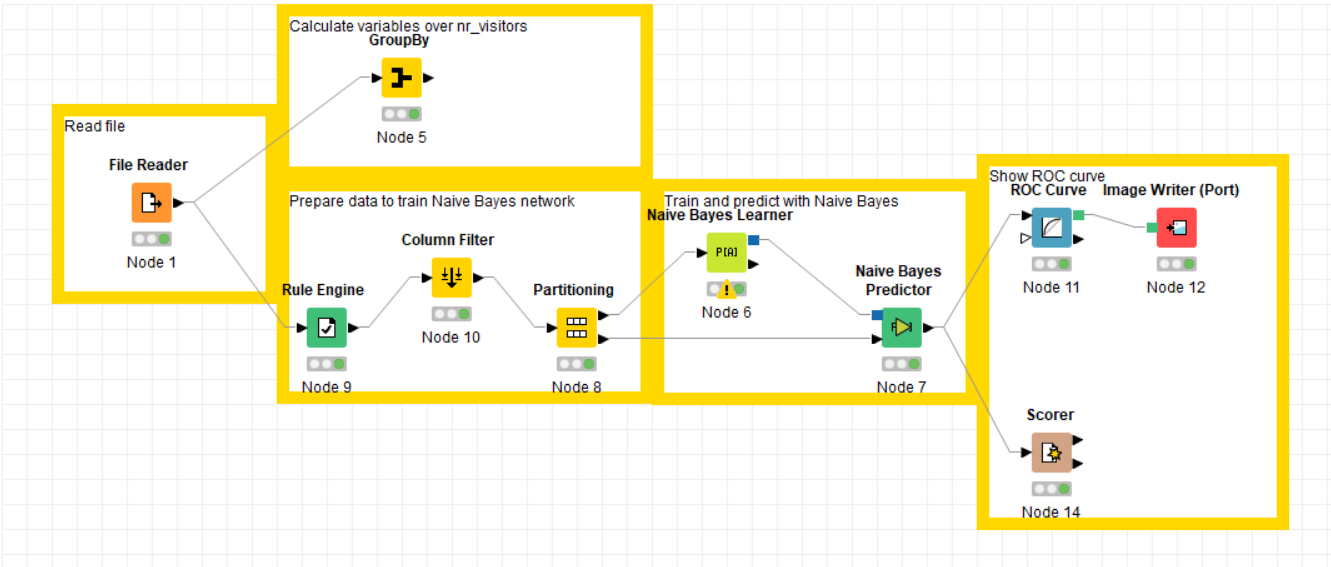 Calculate variables over nr_visitors
GroupBy
Node 5
Read file
File Reader
Node 1
Prepare data to train Naive Bayes network
Column Filter
Node 10
Rule Engine
Node 9
Partitioning
Node 8
Train and predict with Naive Bayes
Naive Bayes Learner
P[A]
Node 6
Naive Bayes
Predictor
Node 7
Show ROC curve
ROC Curve
Node 11
Image Writer (Port)
Node 12
Scorer
Node 14